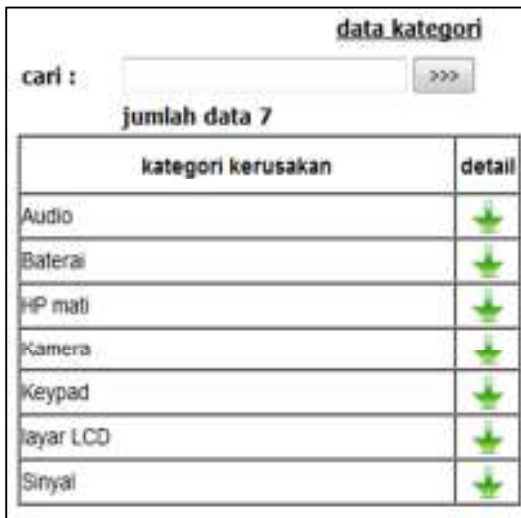 data kategori
cari : >>>
jumlah data 7
kategori kerusakan detail
Audio
Baterai
HP mati
Kamera
Keypad
layar LCD
Sinyal